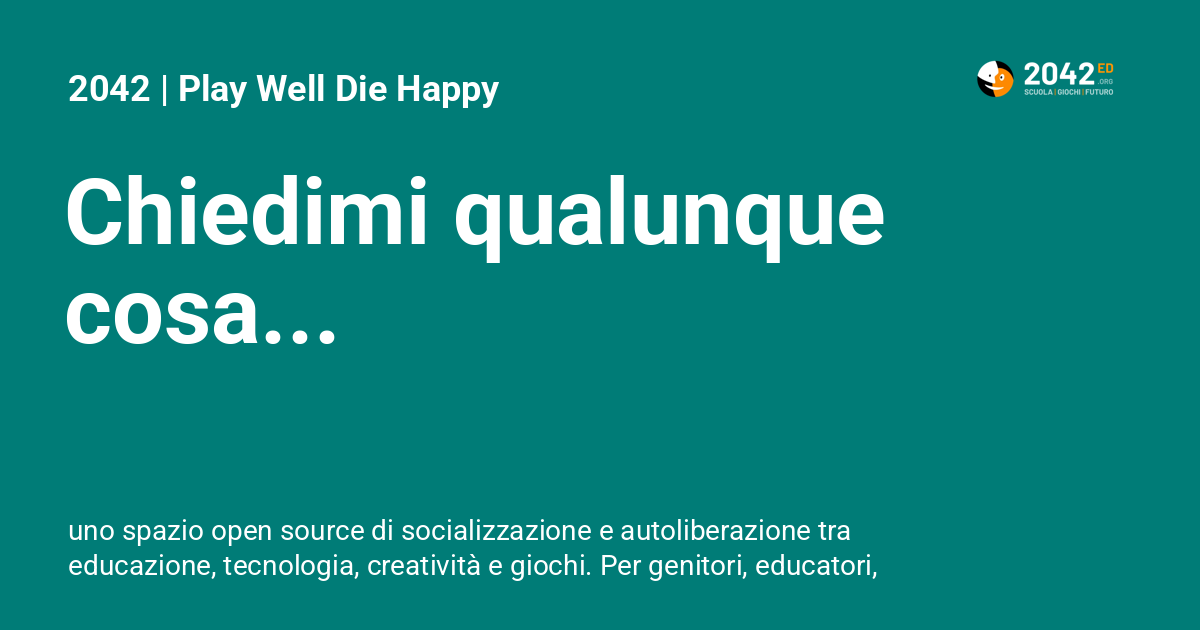 2042 | Play Well Die Happy
2042 ED
.ORG
SCUOLA | GIOCHI | FUTURO
Chiedimi qualunque
cosa...
uno spazio open source di socializzazione e autoliberazione tra
educazione, tecnologia, creatività e giochi. Per genitori, educatori,